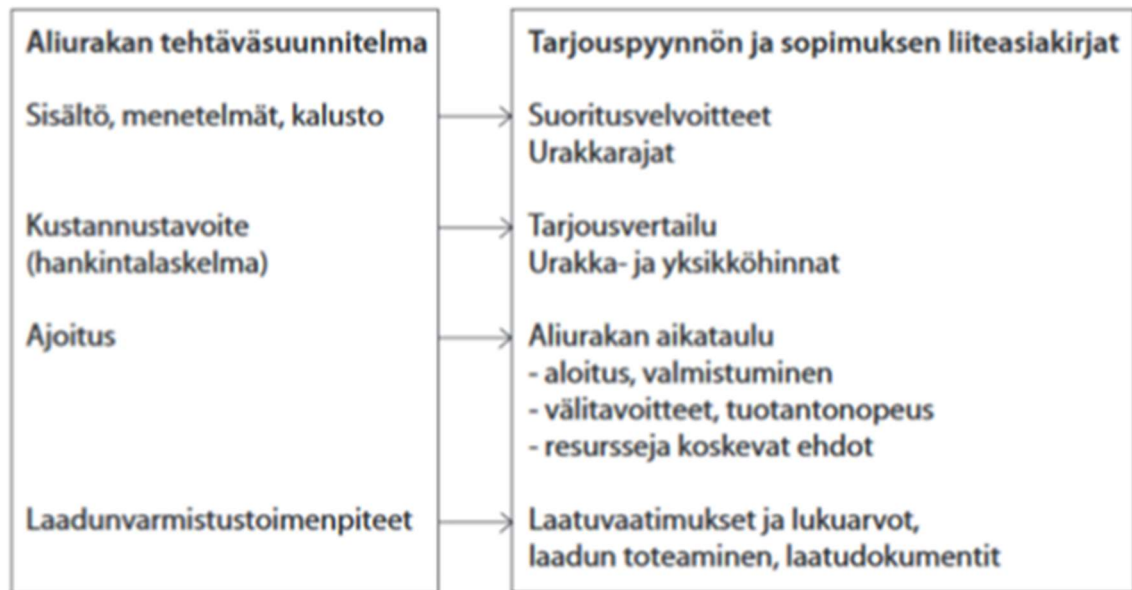 Aliurakan tehtäväsuunnitelma
Sisältö, menetelmät, kalusto
Kustannustavoite
(hankintalaskelma)
Ajoitus
Laadunvarmistustoimenpiteet
Tarjouspyynnön ja sopimuksen liiteasiakirjat
Suoritusvelvoitteet
Urakkarajat
Tarjousvertailu
Urakka- ja yksikköhinnat
Aliurakan aikataulu
- aloitus, valmistuminen
- välitavoitteet, tuotantonopeus
- resursseja koskevat ehdot
Laatuvaatimukset ja lukuarvot,
laadun toteaminen, laatudokumentit